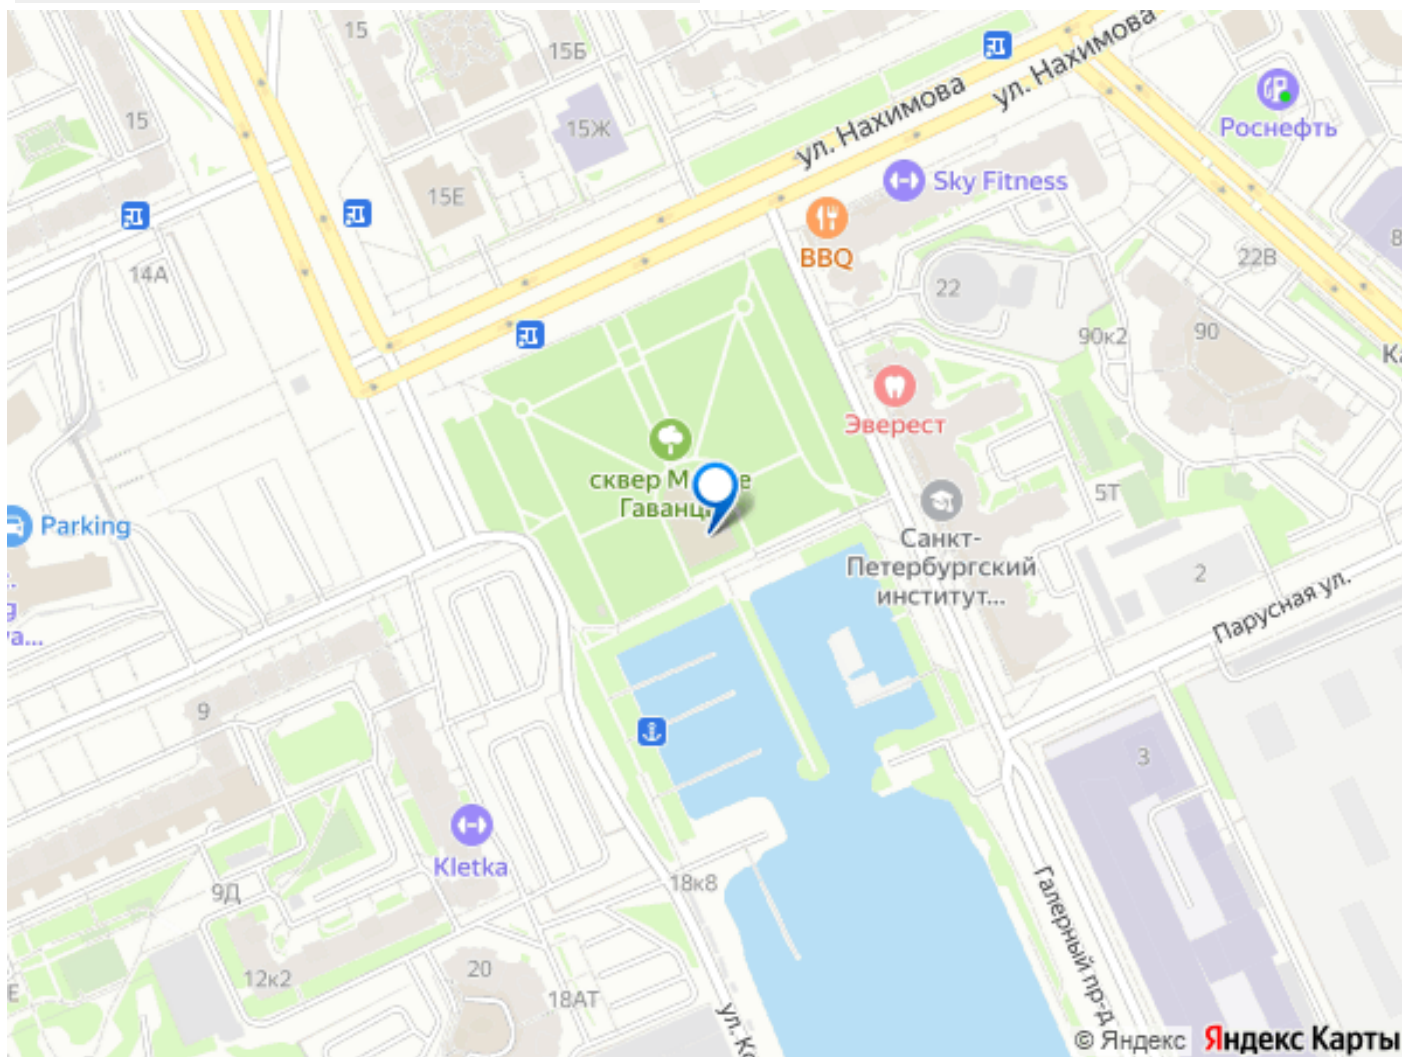 15
15Б
ул. Нахимова
ул. Нахимова
15
15Ж
Роснефть
15Е
Sky Fitness
BBQ
14А
22
22В
90к2
90
Эверест
сквер М
е
Гаванц
5Т
Parking
Санкт-
Петербургский
институт...
2
Парусная ул.
a...
9
3
Kletka
9Д
18к8
Галерный пр-д
12к2
20
18АТ
© Яндекс
Яндекс Карты